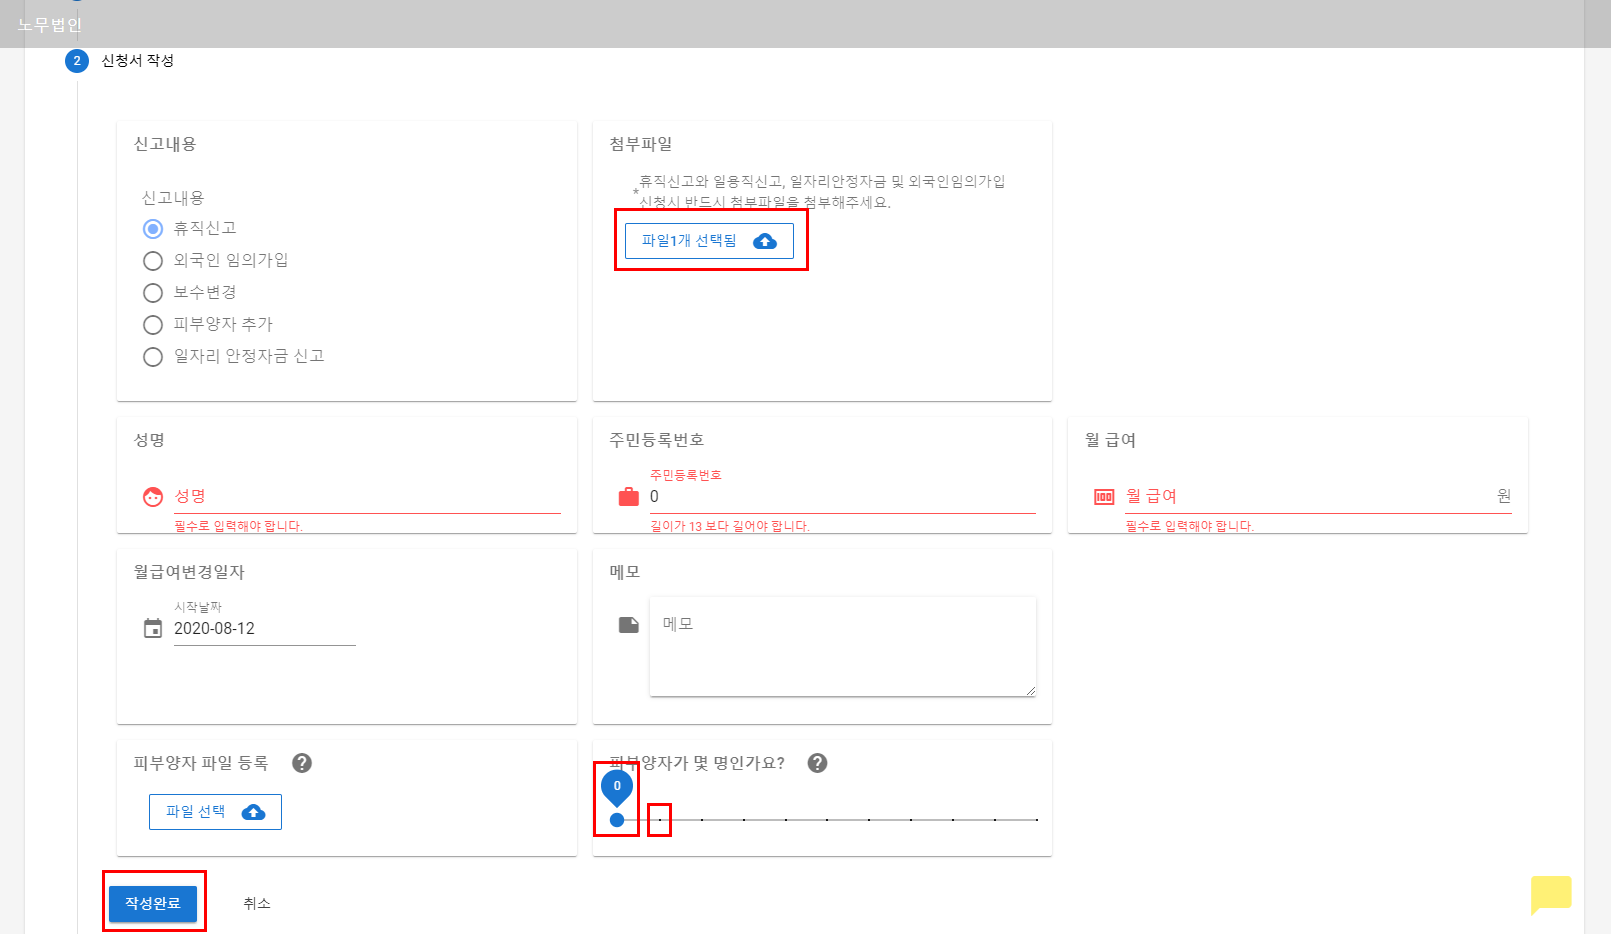 노무법인
2 신청서 작성
신고내용
신고내용
휴직신고
외국인 임의가입
보수변경
피부양자 추가
일자리 안정자금 신고
첨부파일
* 휴직신고와 일용직신고, 일자리안정자금 및 외국인임의가입
신청시 반드시 첨부파일을 첨부해주세요.
파일1개 선택됨
성명
성명
필수로 입력해야 합니다.
주민등록번호
주민등록번호
0
길이가 13 보다 길어야 합니다.
월 급여
월 급여 원
필수로 입력해야 합니다.
월급여변경일자
시작날짜
2020-08-12
메모
메모
피부양자 파일 등록 ?
파일 선택
피부양자가 몇 명인가요? ?
0
작성완료 취소